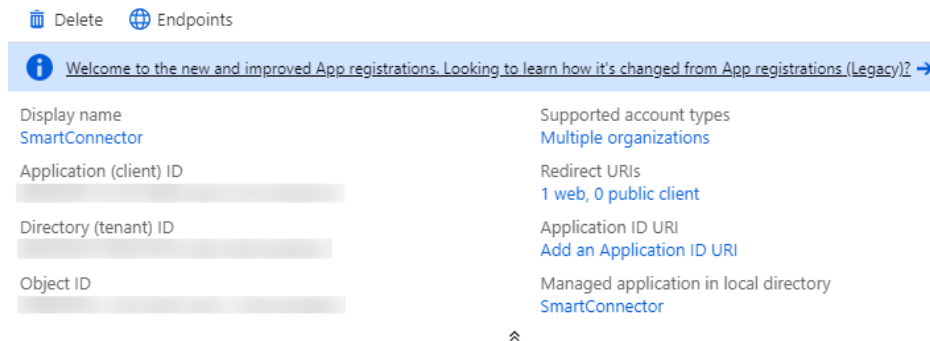 Delete Endpoints
Welcome to the new and improved App registrations. Looking to learn how it's changed from App registrations (Legacy)?
Display name
SmartConnector
Application (client) ID
Directory (tenant) ID
Object ID
Supported account types
Multiple organizations
Redirect URIs
1 web, 0 public client
Application ID URI
Add an Application ID URI
Managed application in local directory
SmartConnector